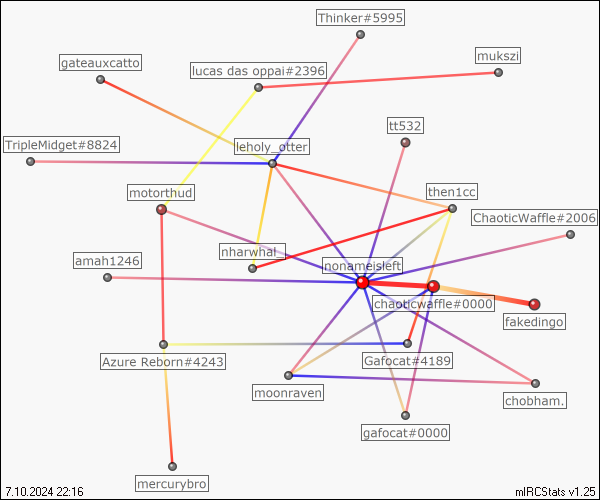 Thinker#5995
mukszi
gateauxcatto
lucas das oppai#2396
tt532
TripleMidget#8824
leholy_otter
motorthud
then1cc
ChaoticWaffle#2006
nharwhal_
amah1246
nonameisleft
chaoticwaffle#0000
fakedingo
Azure Reborn#4243
Gafocat#4189
moonraven
chobham.
gafocat#0000
mercurybro
7.10.2024 22:16
mIRCStats v1.25